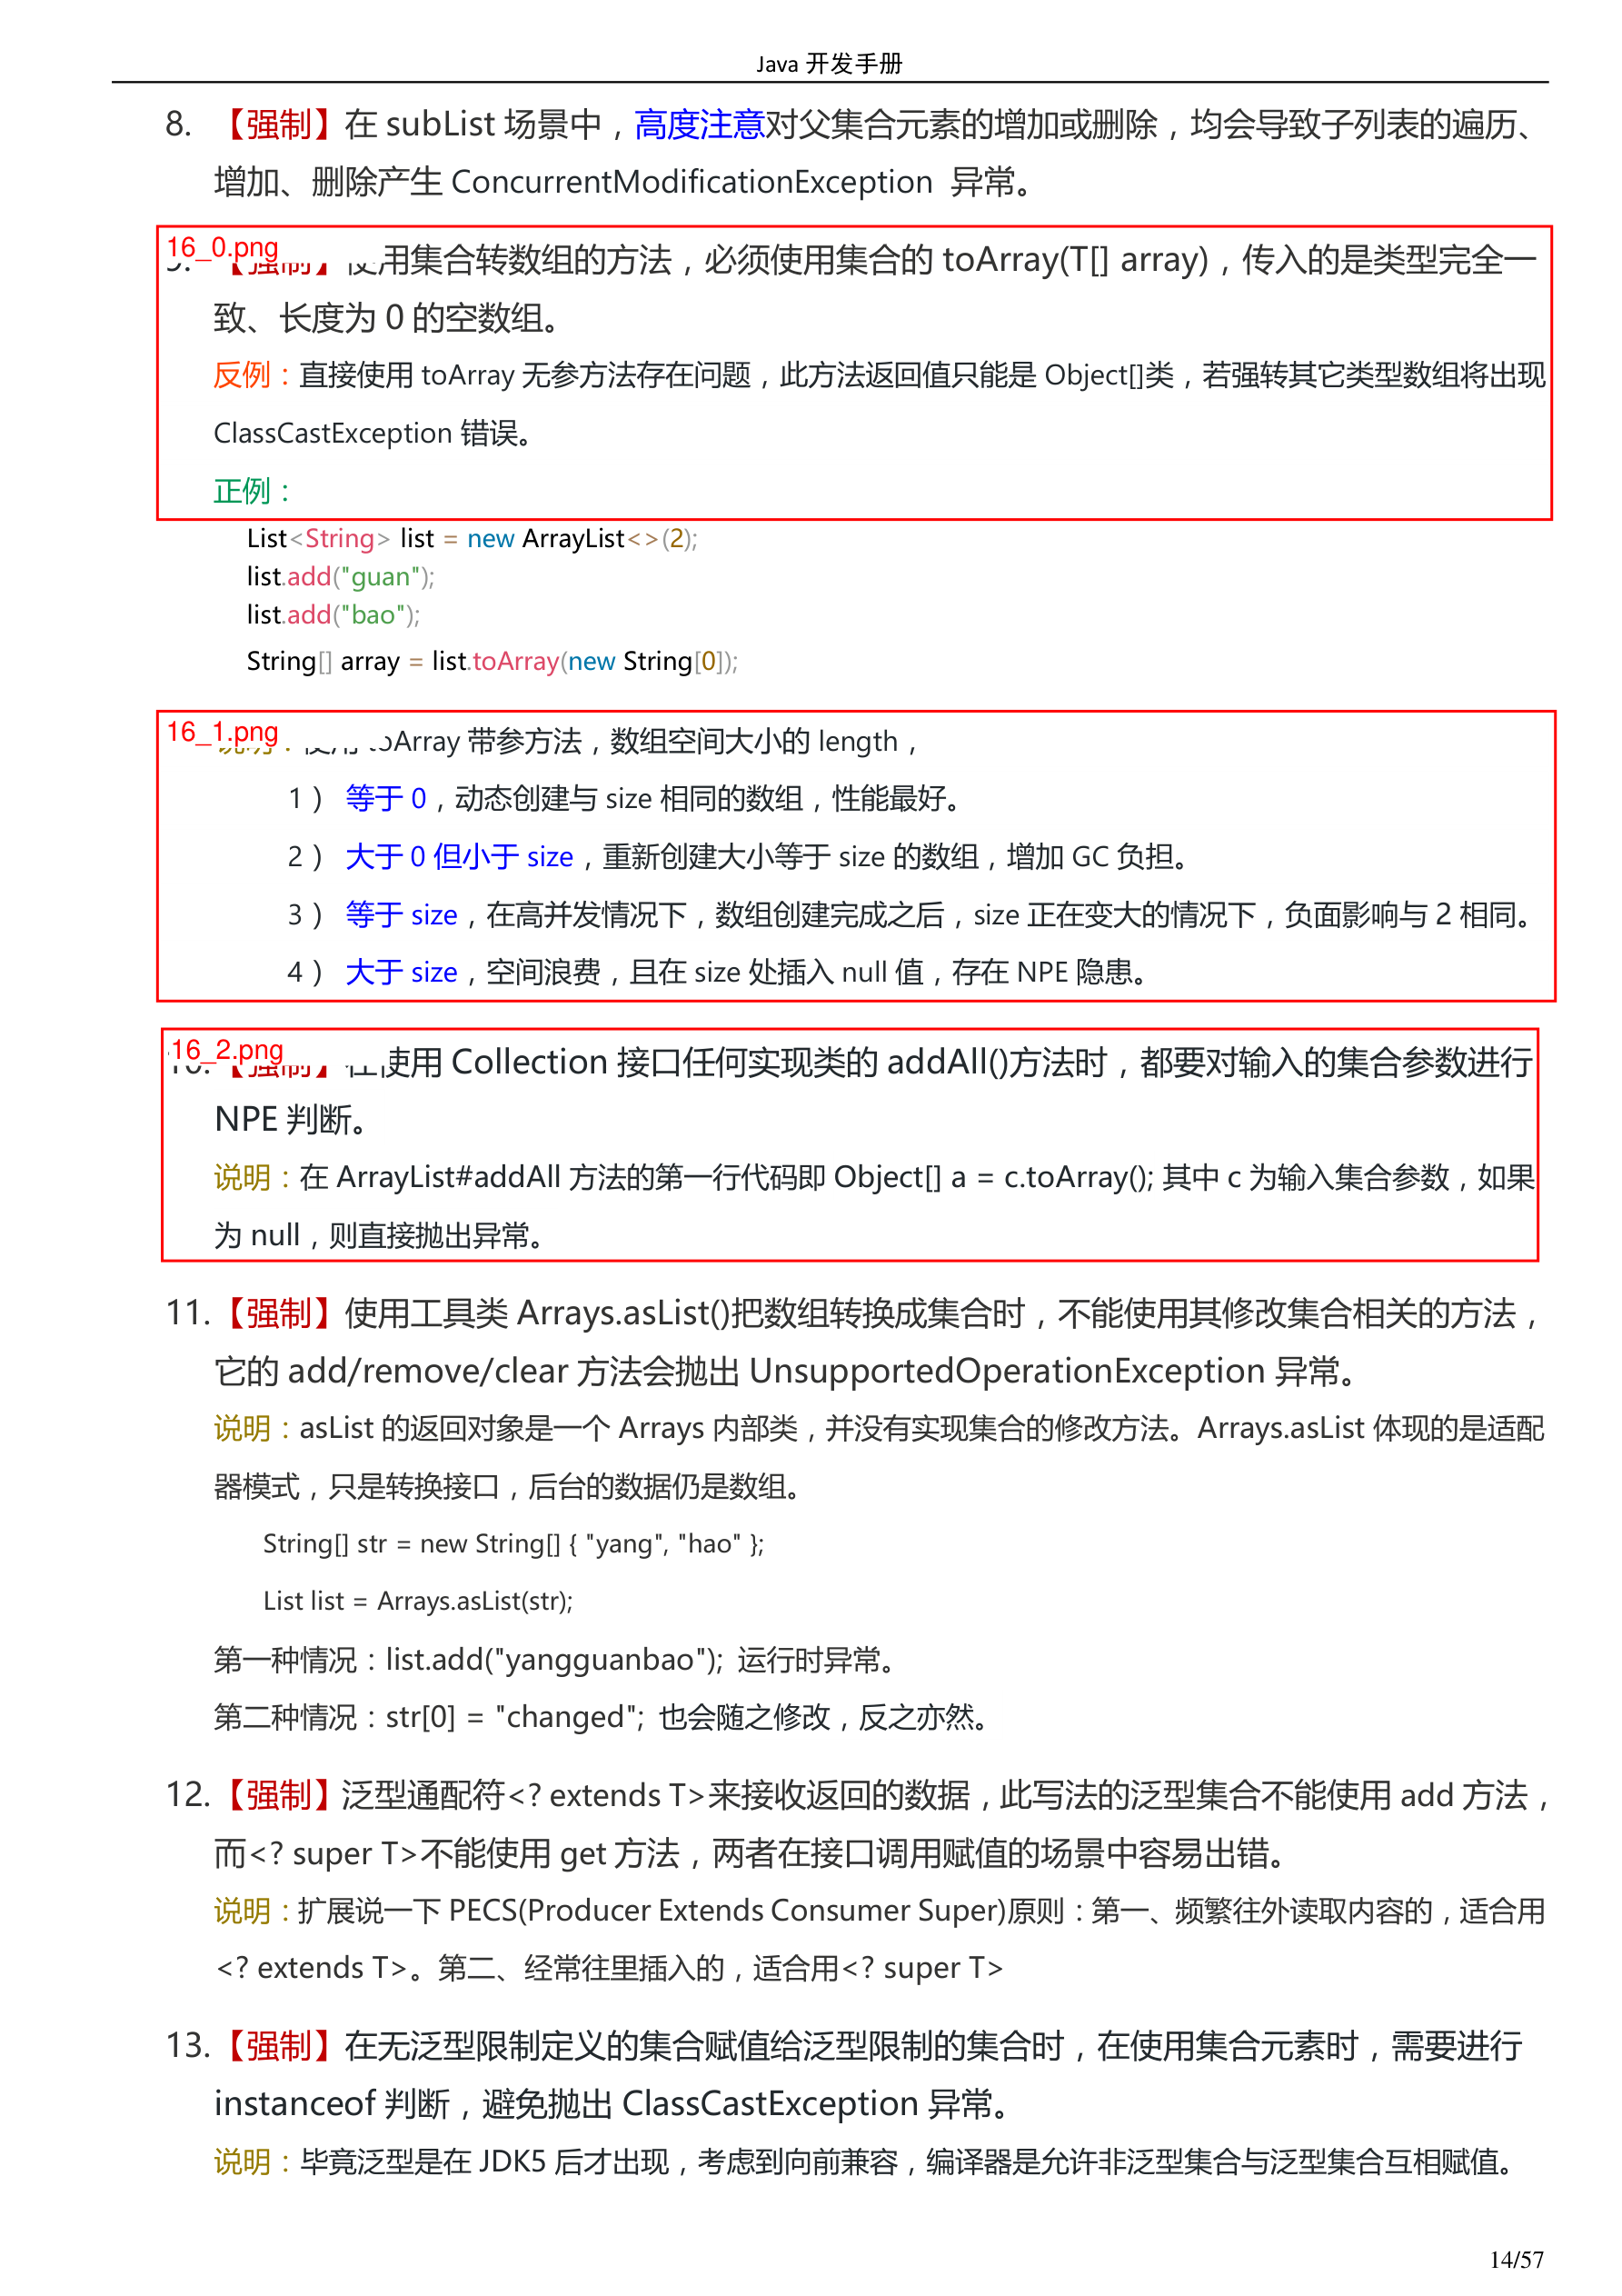 Java 开发手册
8. 【强制】在 subList 场景中，高度注意对父集合元素的增加或删除，均会导致子列表的遍历、
增加、删除产生 ConcurrentModificationException 异常。
16_0.png
【强制】使用集合转数组的方法，必须使用集合的 toArray(T[] array)，传入的是类型完全一
致、长度为 0 的空数组。
反例：直接使用 toArray 无参方法存在问题，此方法返回值只能是 Object[]类，若强转其它类型数组将出现
ClassCastException 错误。
正例：
List<String> list = new ArrayList<>(2);
list.add("guan");
list.add("bao");
String[] array = list.toArray(new String[0]);
16_1.png
说明：使用 toArray 带参方法，数组空间大小的 length，
1） 等于 0，动态创建与 size 相同的数组，性能最好。
2） 大于 0 但小于 size，重新创建大小等于 size 的数组，增加 GC 负担。
3） 等于 size，在高并发情况下，数组创建完成之后，size 正在变大的情况下，负面影响与 2 相同。
4） 大于 size，空间浪费，且在 size 处插入 null 值，存在 NPE 隐患。
16_2.png
10. 【强制】在使用 Collection 接口任何实现类的 addAll()方法时，都要对输入的集合参数进行
NPE 判断。
说明：在 ArrayList#addAll 方法的第一行代码即 Object[] a = c.toArray(); 其中 c 为输入集合参数，如果
为 null，则直接抛出异常。
11. 【强制】使用工具类 Arrays.asList()把数组转换成集合时，不能使用其修改集合相关的方法，
它的 add/remove/clear 方法会抛出 UnsupportedOperationException 异常。
说明：asList 的返回对象是一个 Arrays 内部类，并没有实现集合的修改方法。Arrays.asList 体现的是适配
器模式，只是转换接口，后台的数据仍是数组。
String[] str = new String[] { "yang", "hao" };
List list = Arrays.asList(str);
第一种情况：list.add("yangguanbao"); 运行时异常。
第二种情况：str[0] = "changed"; 也会随之修改，反之亦然。
12. 【强制】泛型通配符<? extends T>来接收返回的数据，此写法的泛型集合不能使用 add 方法，
而<? super T>不能使用 get 方法，两者在接口调用赋值的场景中容易出错。
说明：扩展说一下 PECS(Producer Extends Consumer Super)原则：第一、频繁往外读取内容的，适合用
<? extends T>。第二、经常往里插入的，适合用<? super T>
13. 【强制】在无泛型限制定义的集合赋值给泛型限制的集合时，在使用集合元素时，需要进行
instanceof 判断，避免抛出 ClassCastException 异常。
说明：毕竟泛型是在 JDK5 后才出现，考虑到向前兼容，编译器是允许非泛型集合与泛型集合互相赋值。
14/57